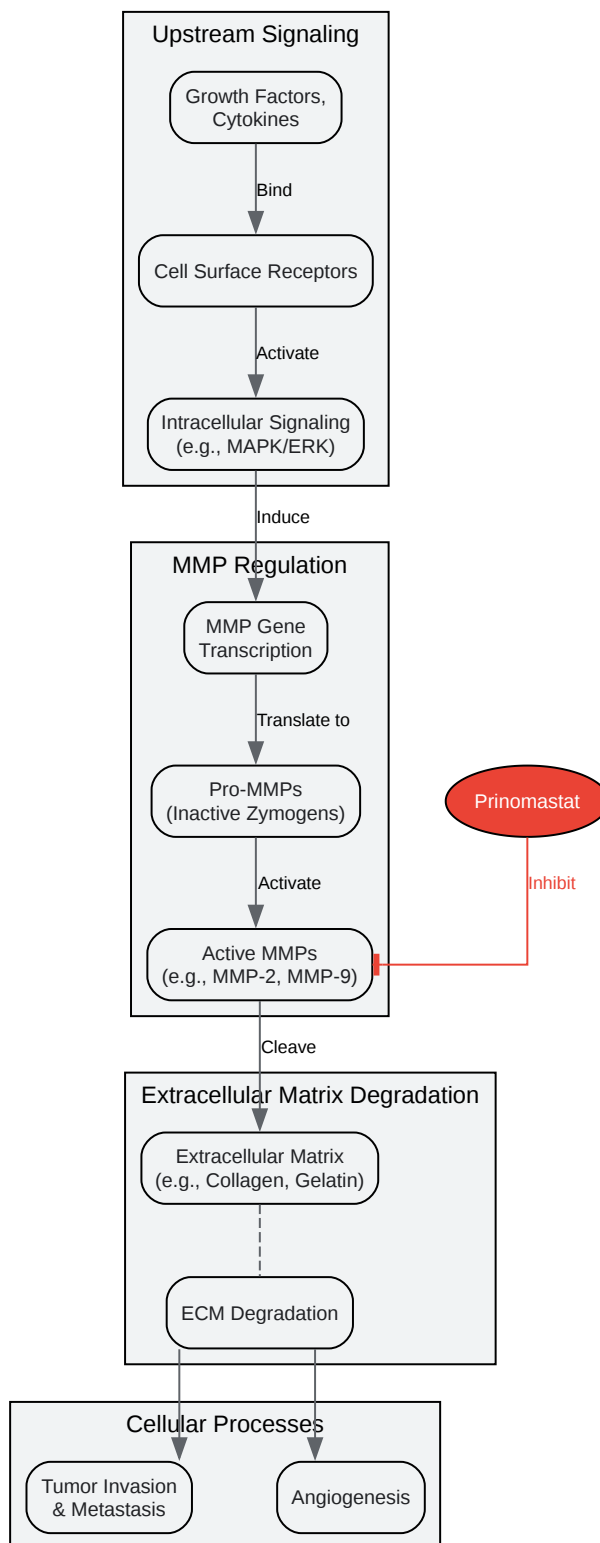 Upstream Signaling
Growth Factors,
Cytokines
Bind
Cell Surface Receptors
Activate
Intracellular Signaling
(e.g., MAPK/ERK)
Induce
MMP Regulation
MMP Gene
Transcription
Translate to
Pro-MMPs
(Inactive Zymogens)
Prinomastat
Activate
Inhibit
Active MMPs
(e.g., MMP-2, MMP-9)
Cleave
Extracellular Matrix Degradation
Extracellular Matrix
(e.g., Collagen, Gelatin)
ECM Degradation
Cellular Processes
Tumor Invasion
& Metastasis
Angiogenesis